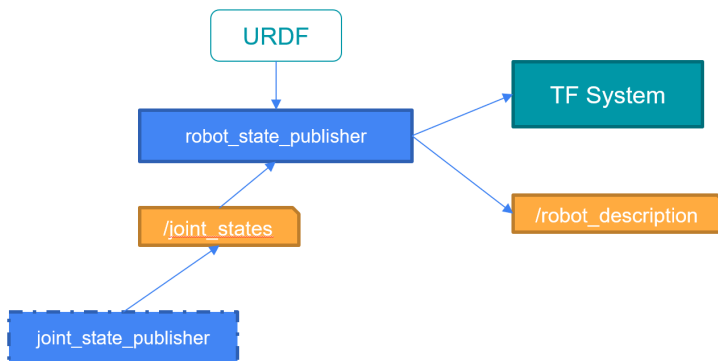 URDF
TF System
robot_state_publisher
/joint_states
/robot_description
joint_state_publisher